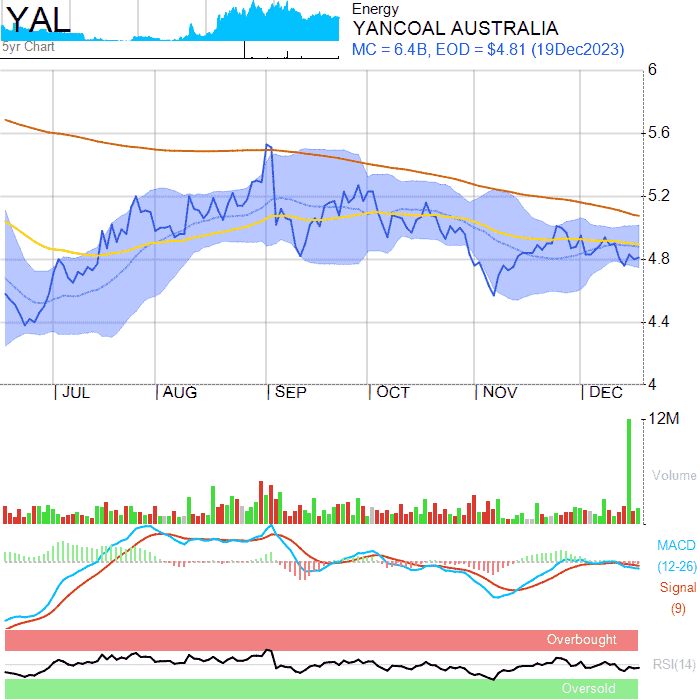 YAL
5yr Chart
Energy
YANCOAL AUSTRALIA
MC = 6.4B, EOD = $4.81 (19Dec2023)
6
5.6
5.2
4.8
4.4
4
JUL
AUG
SEP
OCT
NOV
DEC
12M
Volume
MACD
(12-26)
Signal
(9)
Overbought
RSI(14)
Oversold